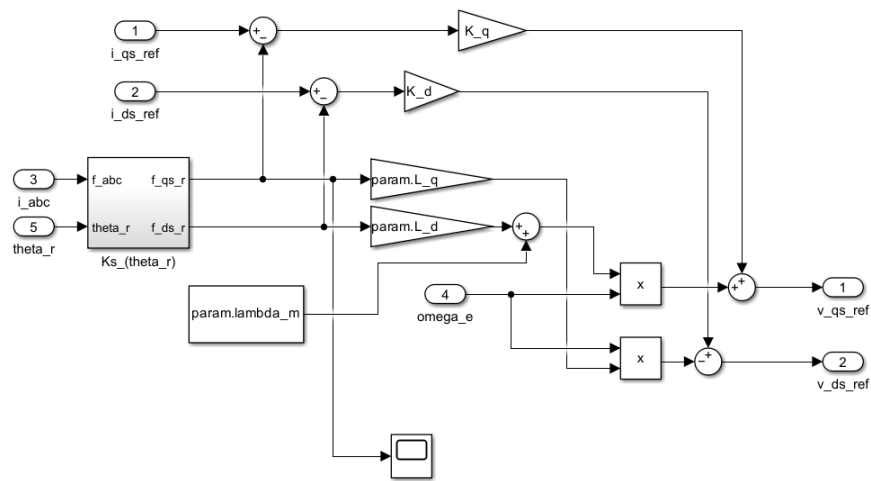 1
i_qs_ref
+
−
K_q
2
i_ds_ref
+
−
K_d
3
i_abc
5
theta_r
f_abc
f_qs_r
theta_r
f_ds_r
Ks_(theta_r)
param.L_q
param.L_d
+
+
param.lambda_m
4
omega_e
x
x
+
+
−
+
1
v_qs_ref
2
v_ds_ref